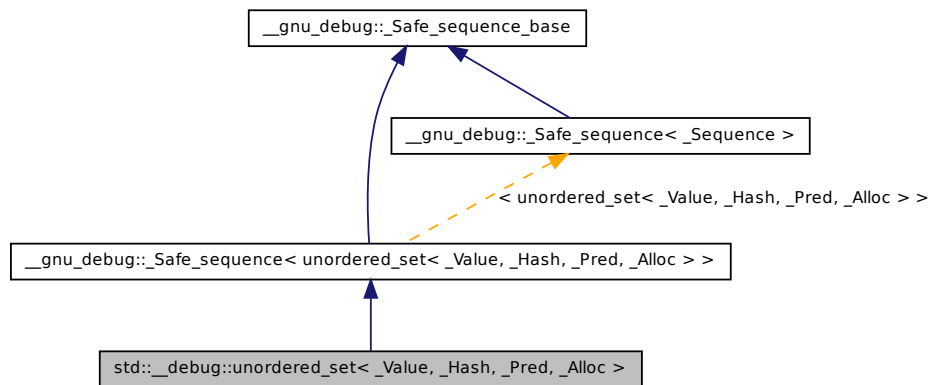 __gnu_debug::_Safe_sequence_base
__gnu_debug::_Safe_sequence< _Sequence >
< unordered_set< _Value, _Hash, _Pred, _Alloc > >
__gnu_debug::_Safe_sequence< unordered_set< _Value, _Hash, _Pred, _Alloc > >
std::__debug::unordered_set< _Value, _Hash, _Pred, _Alloc >